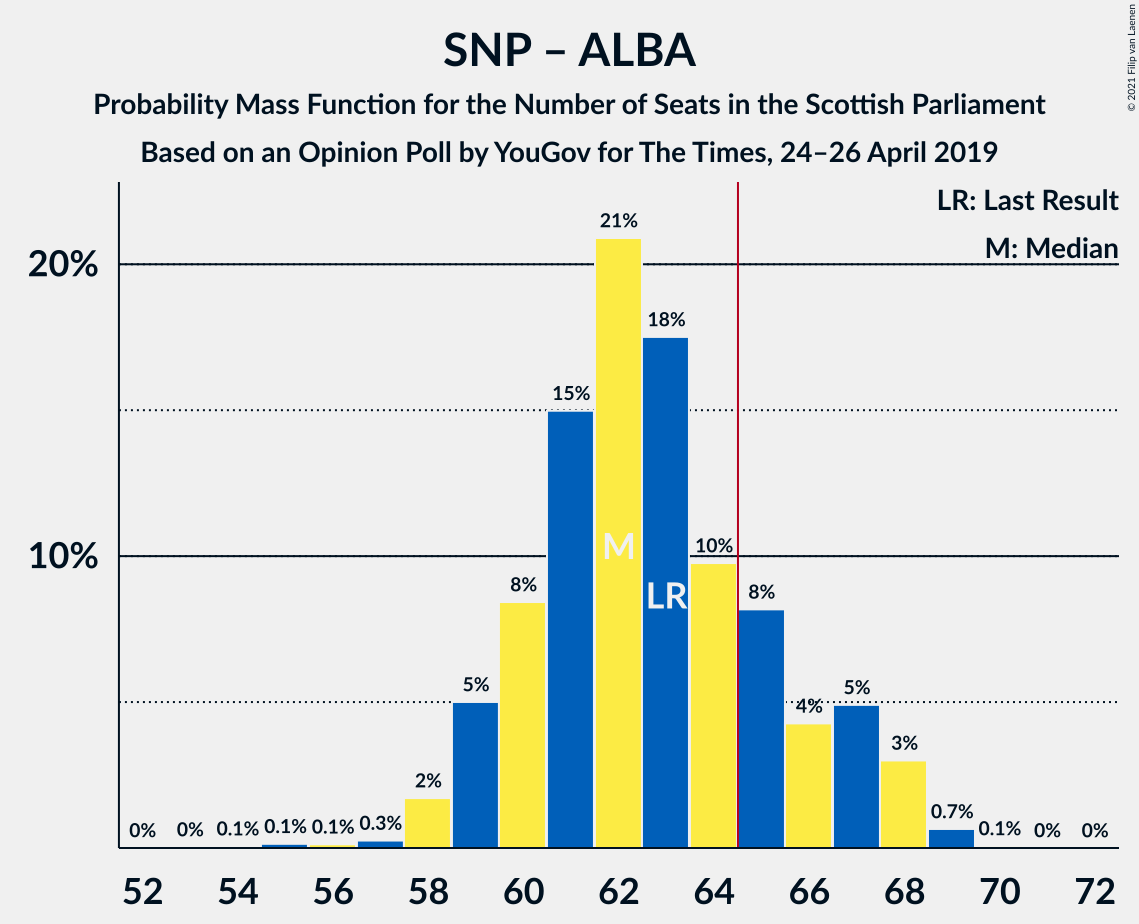 SNP – ALBA
Probability Mass Function for the Number of Seats in the Scottish Parliament
Based on an Opinion Poll by YouGov for The Times, 24–26 April 2019
© 2021 Filip van Laenen
LR: Last Result
M: Median
20%
10%
0%
0%
0.1%
0.1%
0.1%
0.3%
2%
5%
8%
15%
21%
18%
10%
8%
4%
5%
3%
0.7%
0.1%
0%
0%
M
LR
52 54 56 58 60 62 64 66 68 70 72